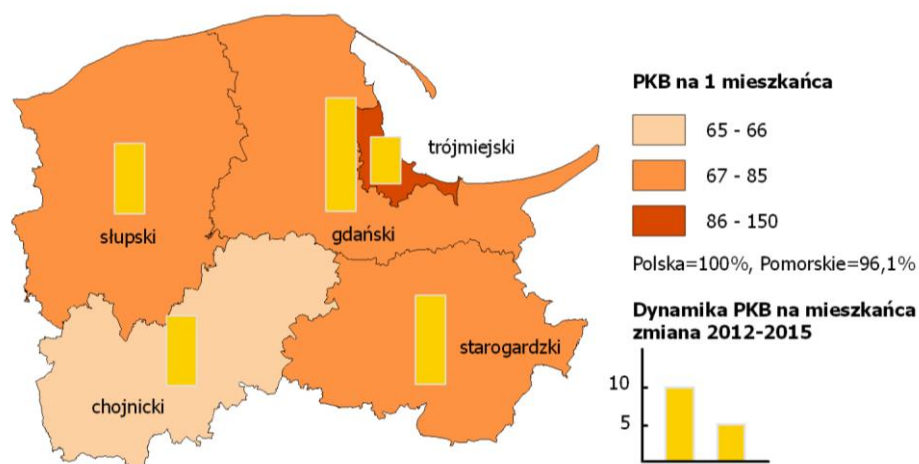 trójmiejski
słupski
gdański
starogardzki
chojnicki
PKB na 1 mieszkańca
65 - 66
67 - 85
86 - 150
Polska=100%, Pomorskie=96,1%
Dynamika PKB na mieszkańca
zmiana 2012-2015
10
5